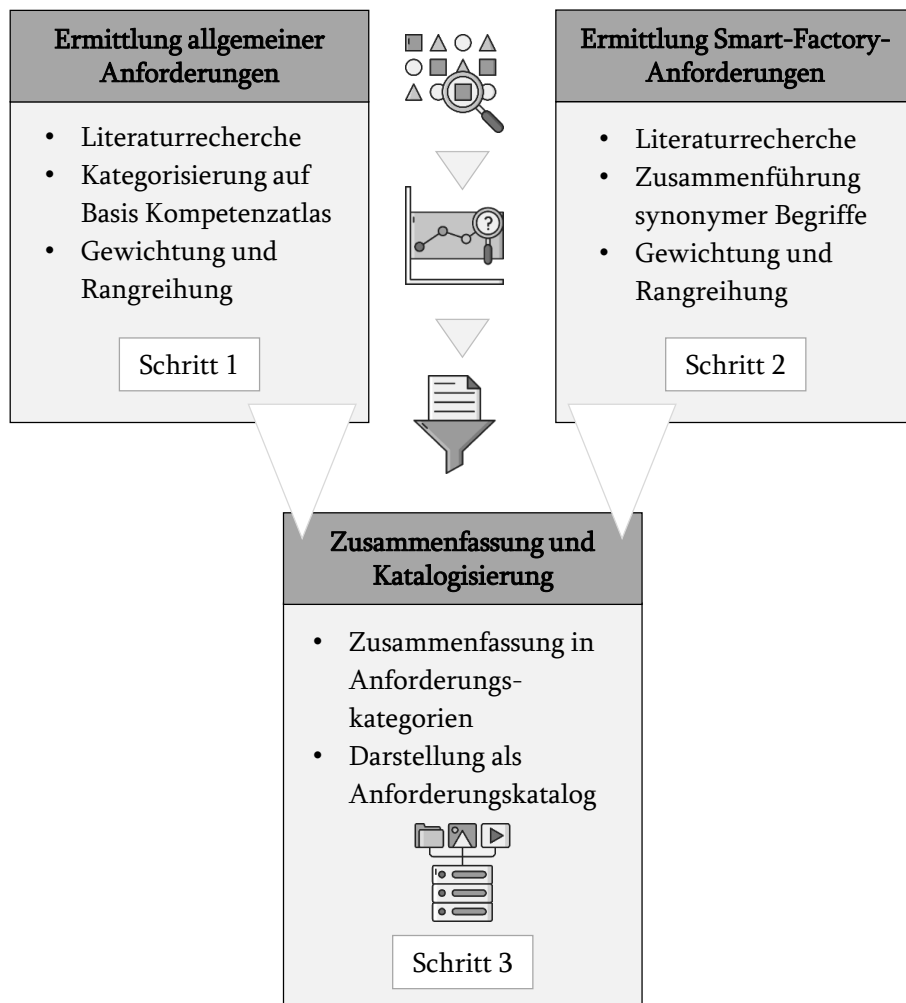 Ermittlung allgemeiner
Anforderungen
• Literaturrecherche
• Kategorisierung auf
Basis Kompetenzatlas
• Gewichtung und
Rangreihung
Schritt 1
?
Ermittlung Smart-Factory-
Anforderungen
• Literaturrecherche
• Zusammenführung
synonymer Begriffe
• Gewichtung und
Rangreihung
Schritt 2
Zusammenfassung und
Katalogisierung
• Zusammenfassung in
Anforderungs-
kategorien
• Darstellung als
Anforderungskatalog
Schritt 3